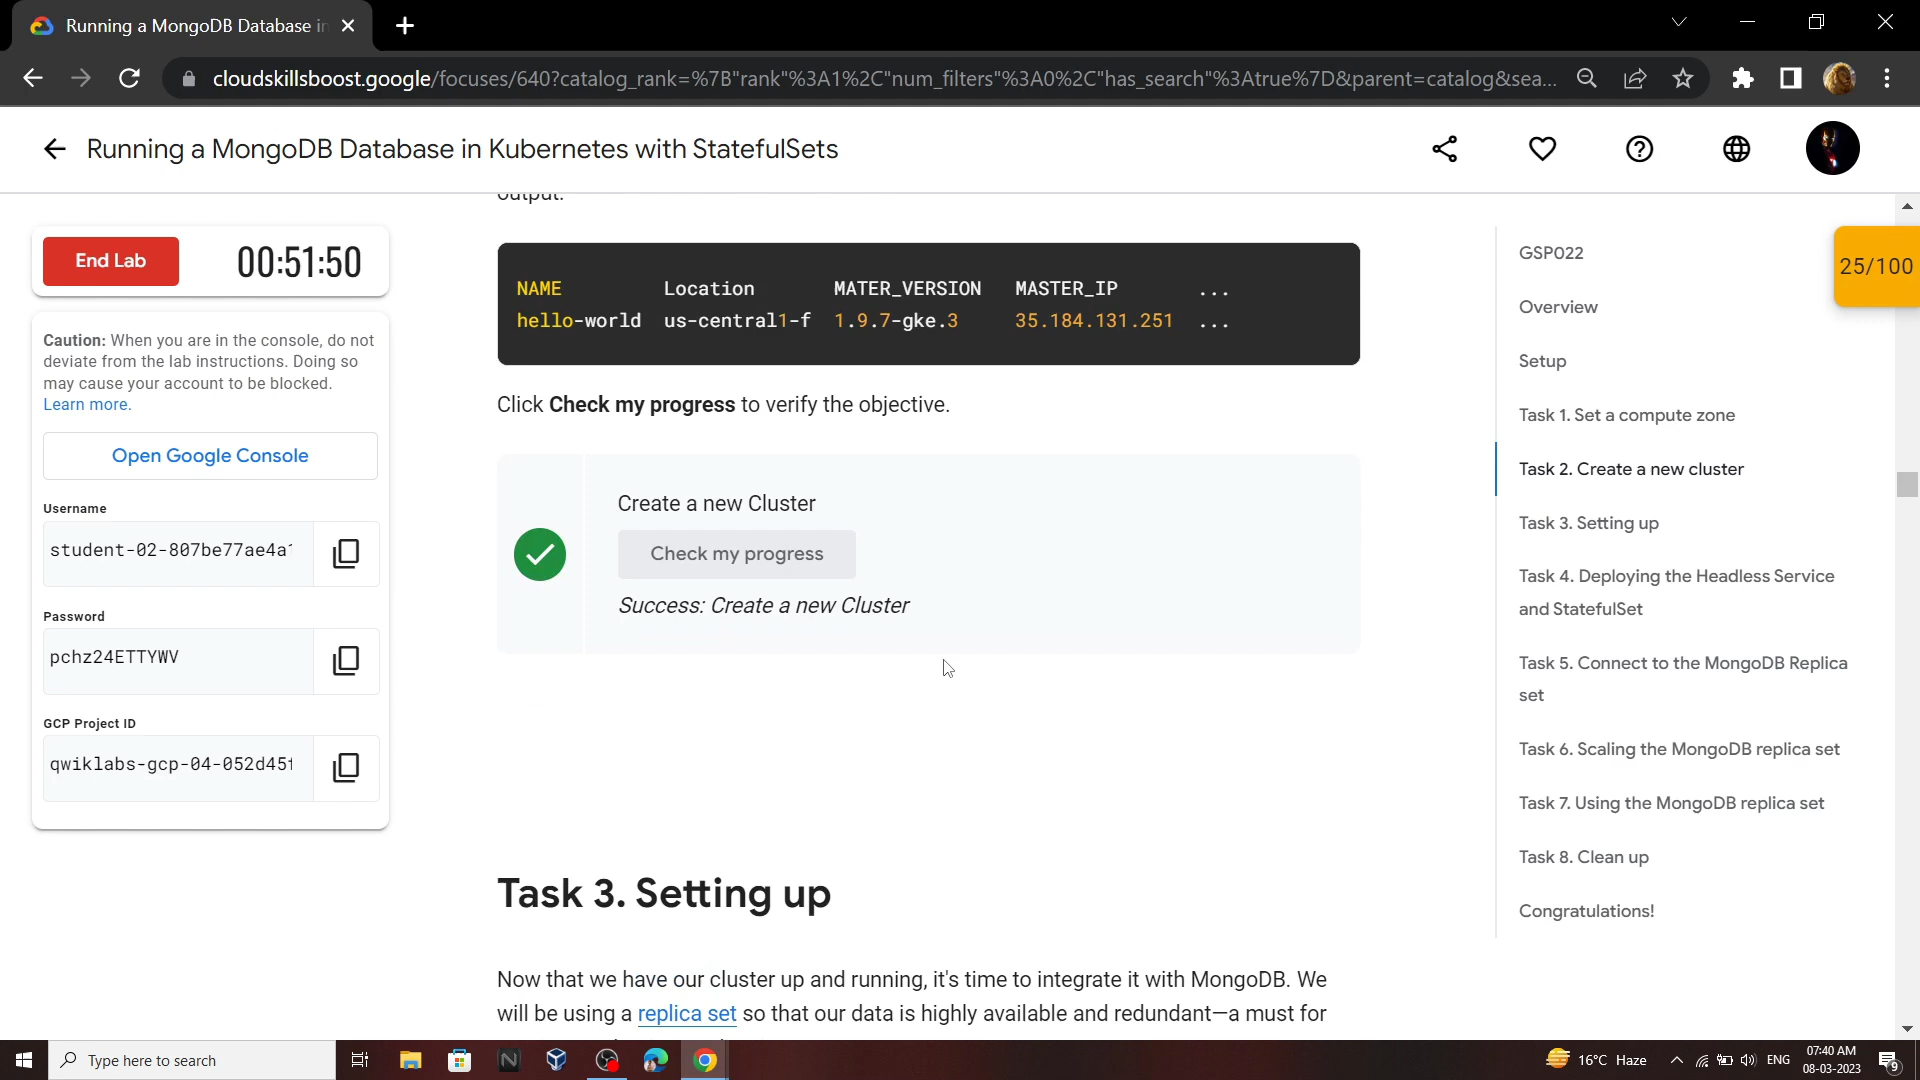 Running a MongoDB Database in
cloudskillsboost.google/focuses/640?catalog_rank=%7B"rank"%3A1%2C"num_filters"%3A0%2C"has_search"%3Atrue%7D&parent=catalog&sea...
Running a MongoDB Database in Kubernetes with StatefulSets
output.
End Lab
00:51:50
Caution: When you are in the console, do not
deviate from the lab instructions. Doing so
may cause your account to be blocked.
Learn more.
Open Google Console
Username
student-02-807be77ae4a1
Password
pchz24ETTYWV
GCP Project ID
qwiklabs-gcp-04-052d45f
NAME Location MATER_VERSION MASTER_IP ...
hello-world us-central1-f 1.9.7-gke.3 35.184.131.251 ...
Click Check my progress to verify the objective.
Create a new Cluster
Check my progress
Success: Create a new Cluster
Task 3. Setting up
Now that we have our cluster up and running, it's time to integrate it with MongoDB. We
will be using a replica set so that our data is highly available and redundant—a must for
GSP022
Overview
Setup
Task 1. Set a compute zone
Task 2. Create a new cluster
Task 3. Setting up
Task 4. Deploying the Headless Service
and StatefulSet
Task 5. Connect to the MongoDB Replica
set
Task 6. Scaling the MongoDB replica set
Task 7. Using the MongoDB replica set
Task 8. Clean up
Congratulations!
25/100
Type here to search
16°C Haze
ENG
07:40 AM
08-03-2023
9